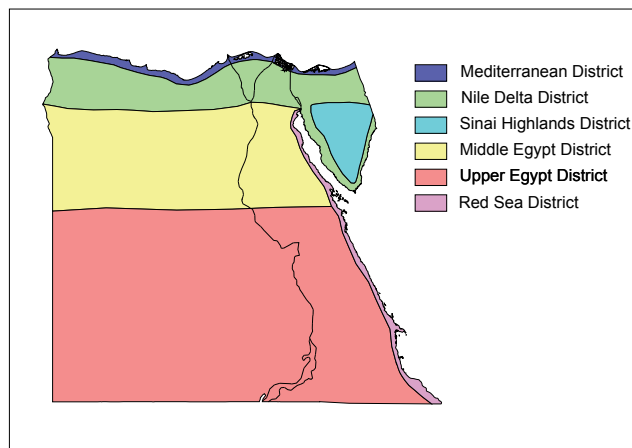 Mediterranean District
Nile Delta District
Sinai Highlands District
Middle Egypt District
Upper Egypt District
Red Sea District